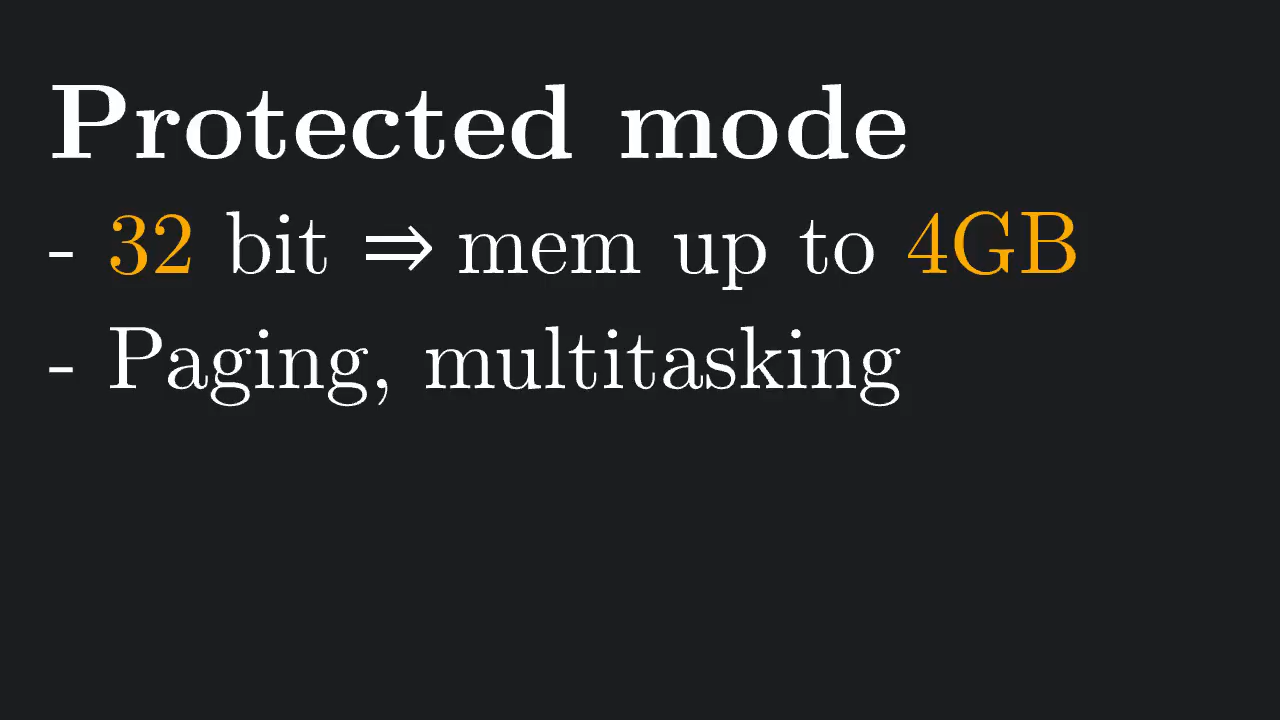 Protected mode
- 32 bit ⇒ mem up to 4GB
- Paging, multitasking